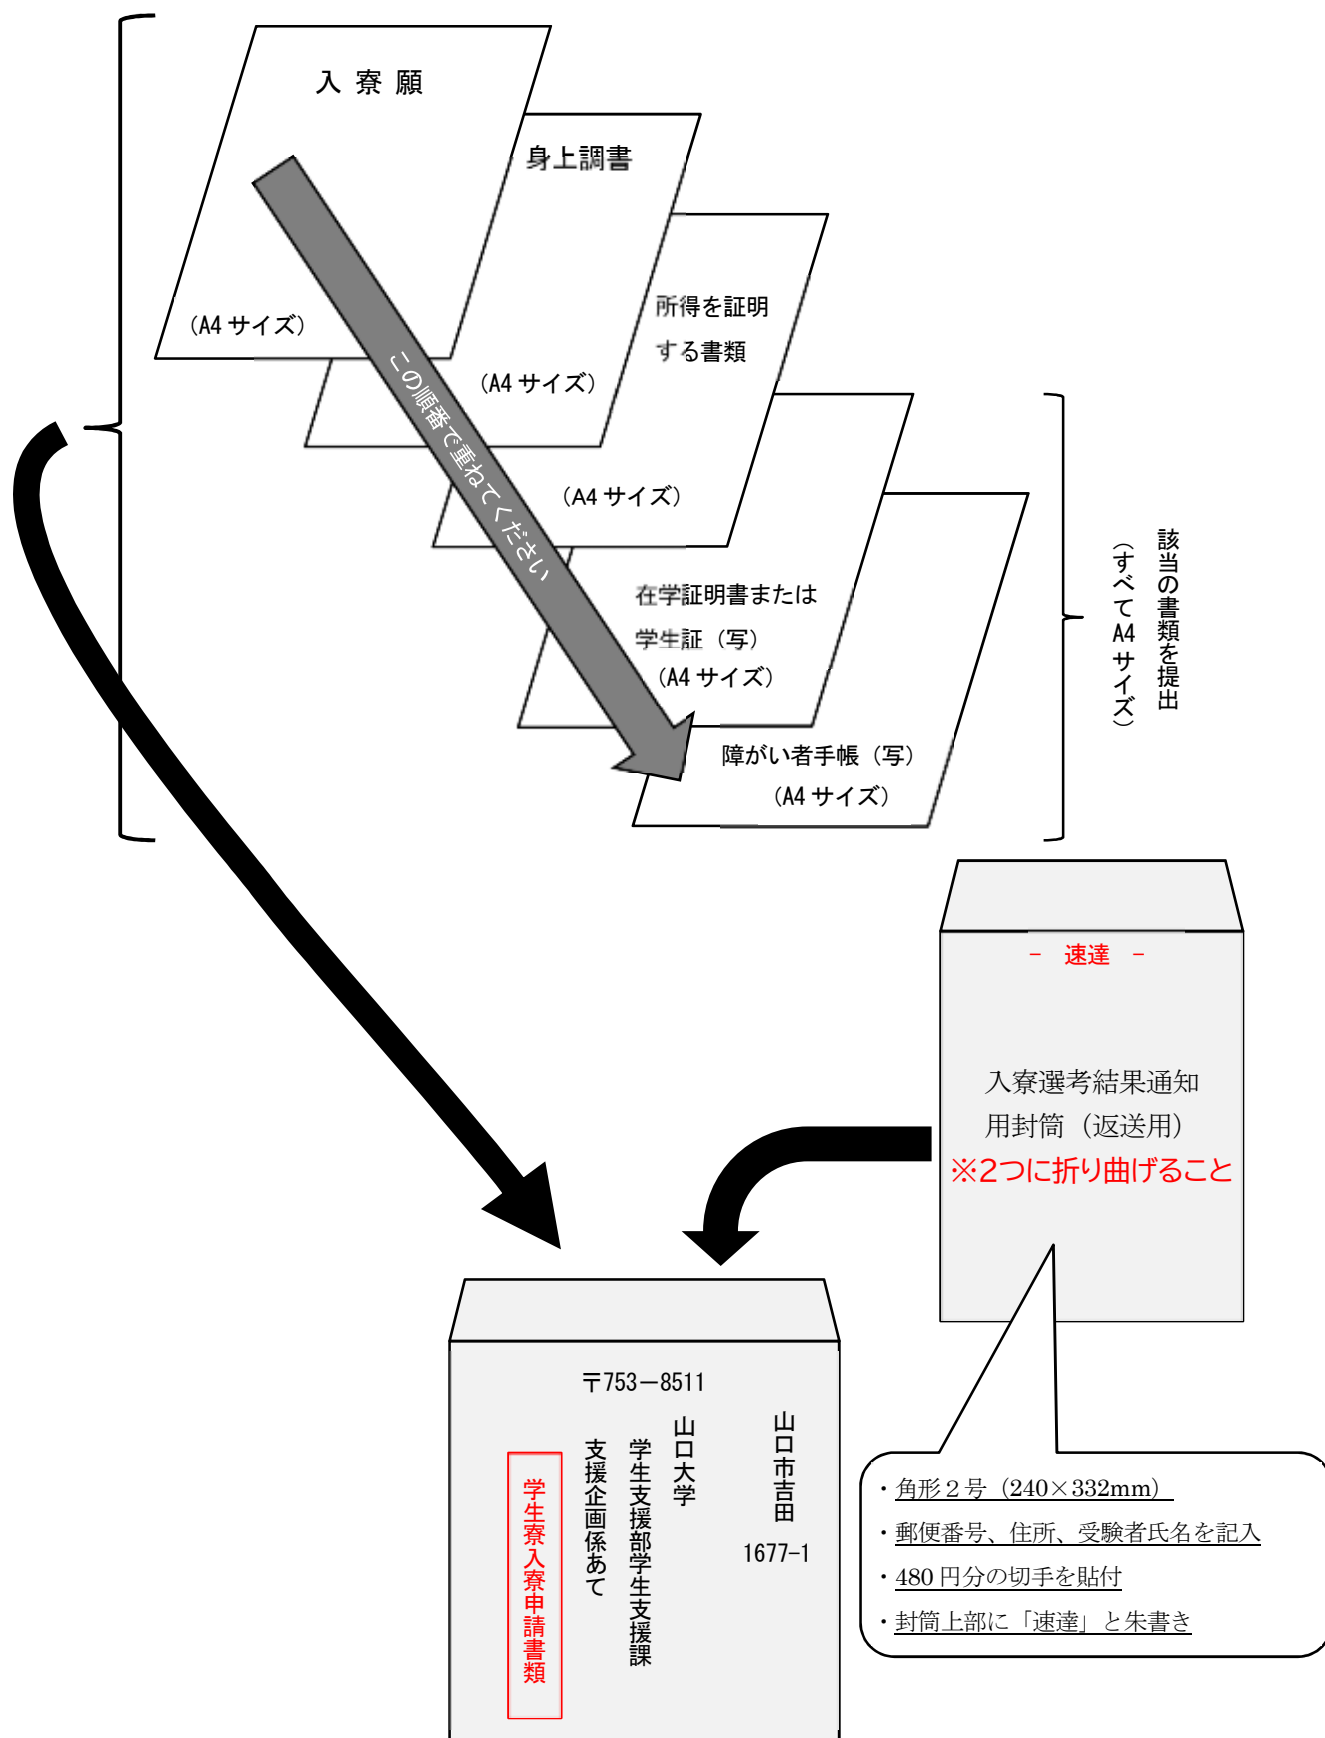 入 寮 願
(A4 サイズ)
身上調書
(A4 サイズ)
所得を証明
する書類
(A4 サイズ)
在学証明書または
学生証（写）
(A4 サイズ)
障がい者手帳（写）
(A4 サイズ)
この順番で重ねてください
該当の書類を提出
（すべて A4 サイズ）
- 速達 -
入寮選考結果通知
用封筒（返送用）
※2つに折り曲げること
・角形２号（240×332mm）
・郵便番号、住所、受験者氏名を記入
・480 円分の切手を貼付
・封筒上部に「速達」と朱書き
〒753－8511
山口市吉田
1677-1
山口大学
学生支援部学生支援課
支援企画係あて
学生寮入寮申請書類